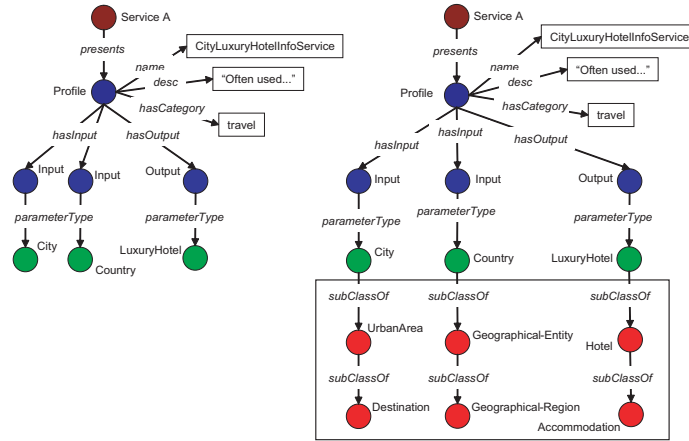 Service A
presents
name
CityLuxuryHotelInfoService
desc
“Often used...”
Profile
hasCategory
travel
hasInput
hasOutput
Input
Input
Output
parameterType
parameterType
City
Country
LuxuryHotel
Service A
presents
name
CityLuxuryHotelInfoService
desc
“Often used...”
Profile
hasCategory
travel
hasInput
hasInput
hasOutput
Input
Input
Output
parameterType
parameterType
parameterType
City
Country
LuxuryHotel
subClassOf
subClassOf
subClassOf
UrbanArea
Geographical-Entity
Hotel
subClassOf
subClassOf
subClassOf
Destination
Geographical-Region
Accommodation